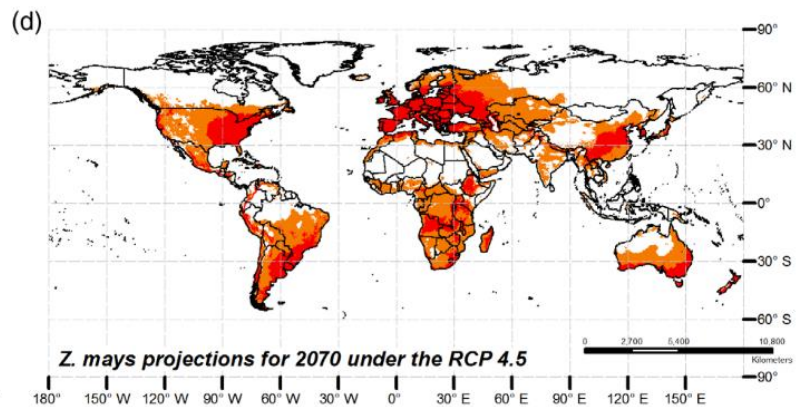 (d)
90°
60° N
30° N
0°
30° S
60° S
90°
Z. mays projections for 2070 under the RCP 4.5
0 2,700 5,400 10,800
Kilometers
180° 150° W 120° W 90° W 60° W 30° W 0° 30° E 60° E 90° E 120° E 150° E